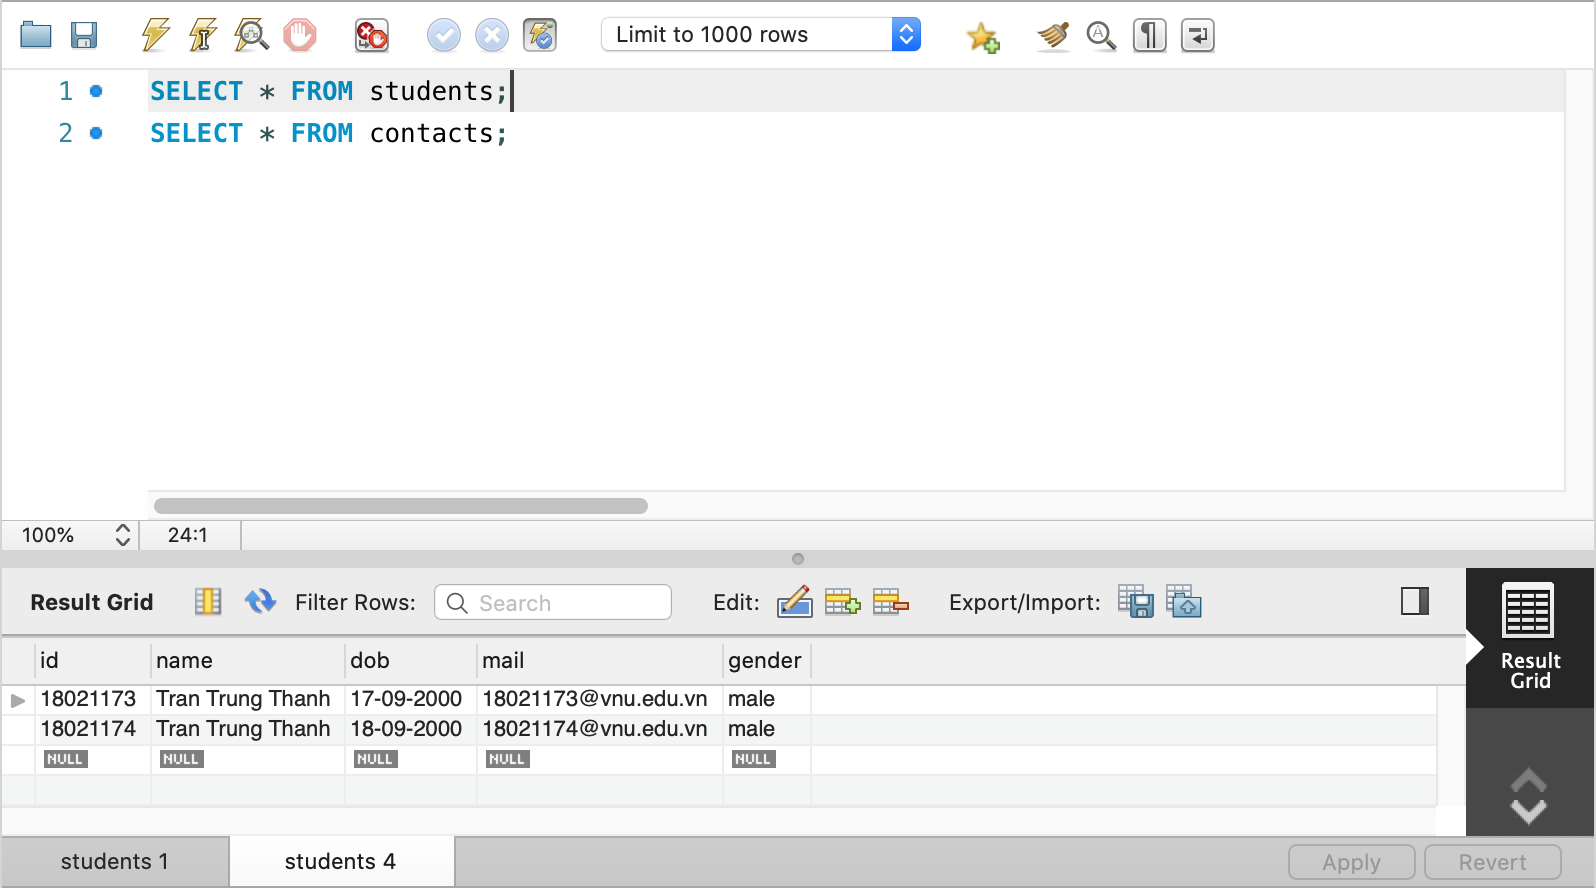 Limit to 1000 rows
1 SELECT * FROM students;
2 SELECT * FROM contacts;
100% 24:1
Result Grid Filter Rows: Search Edit: Export/Import:
Result Grid
id name dob mail gender
18021173 Tran Trung Thanh 17-09-2000 18021173@vnu.edu.vn male
18021174 Tran Trung Thanh 18-09-2000 18021174@vnu.edu.vn male
NULL NULL NULL NULL NULL
students 1 students 4 Apply Revert